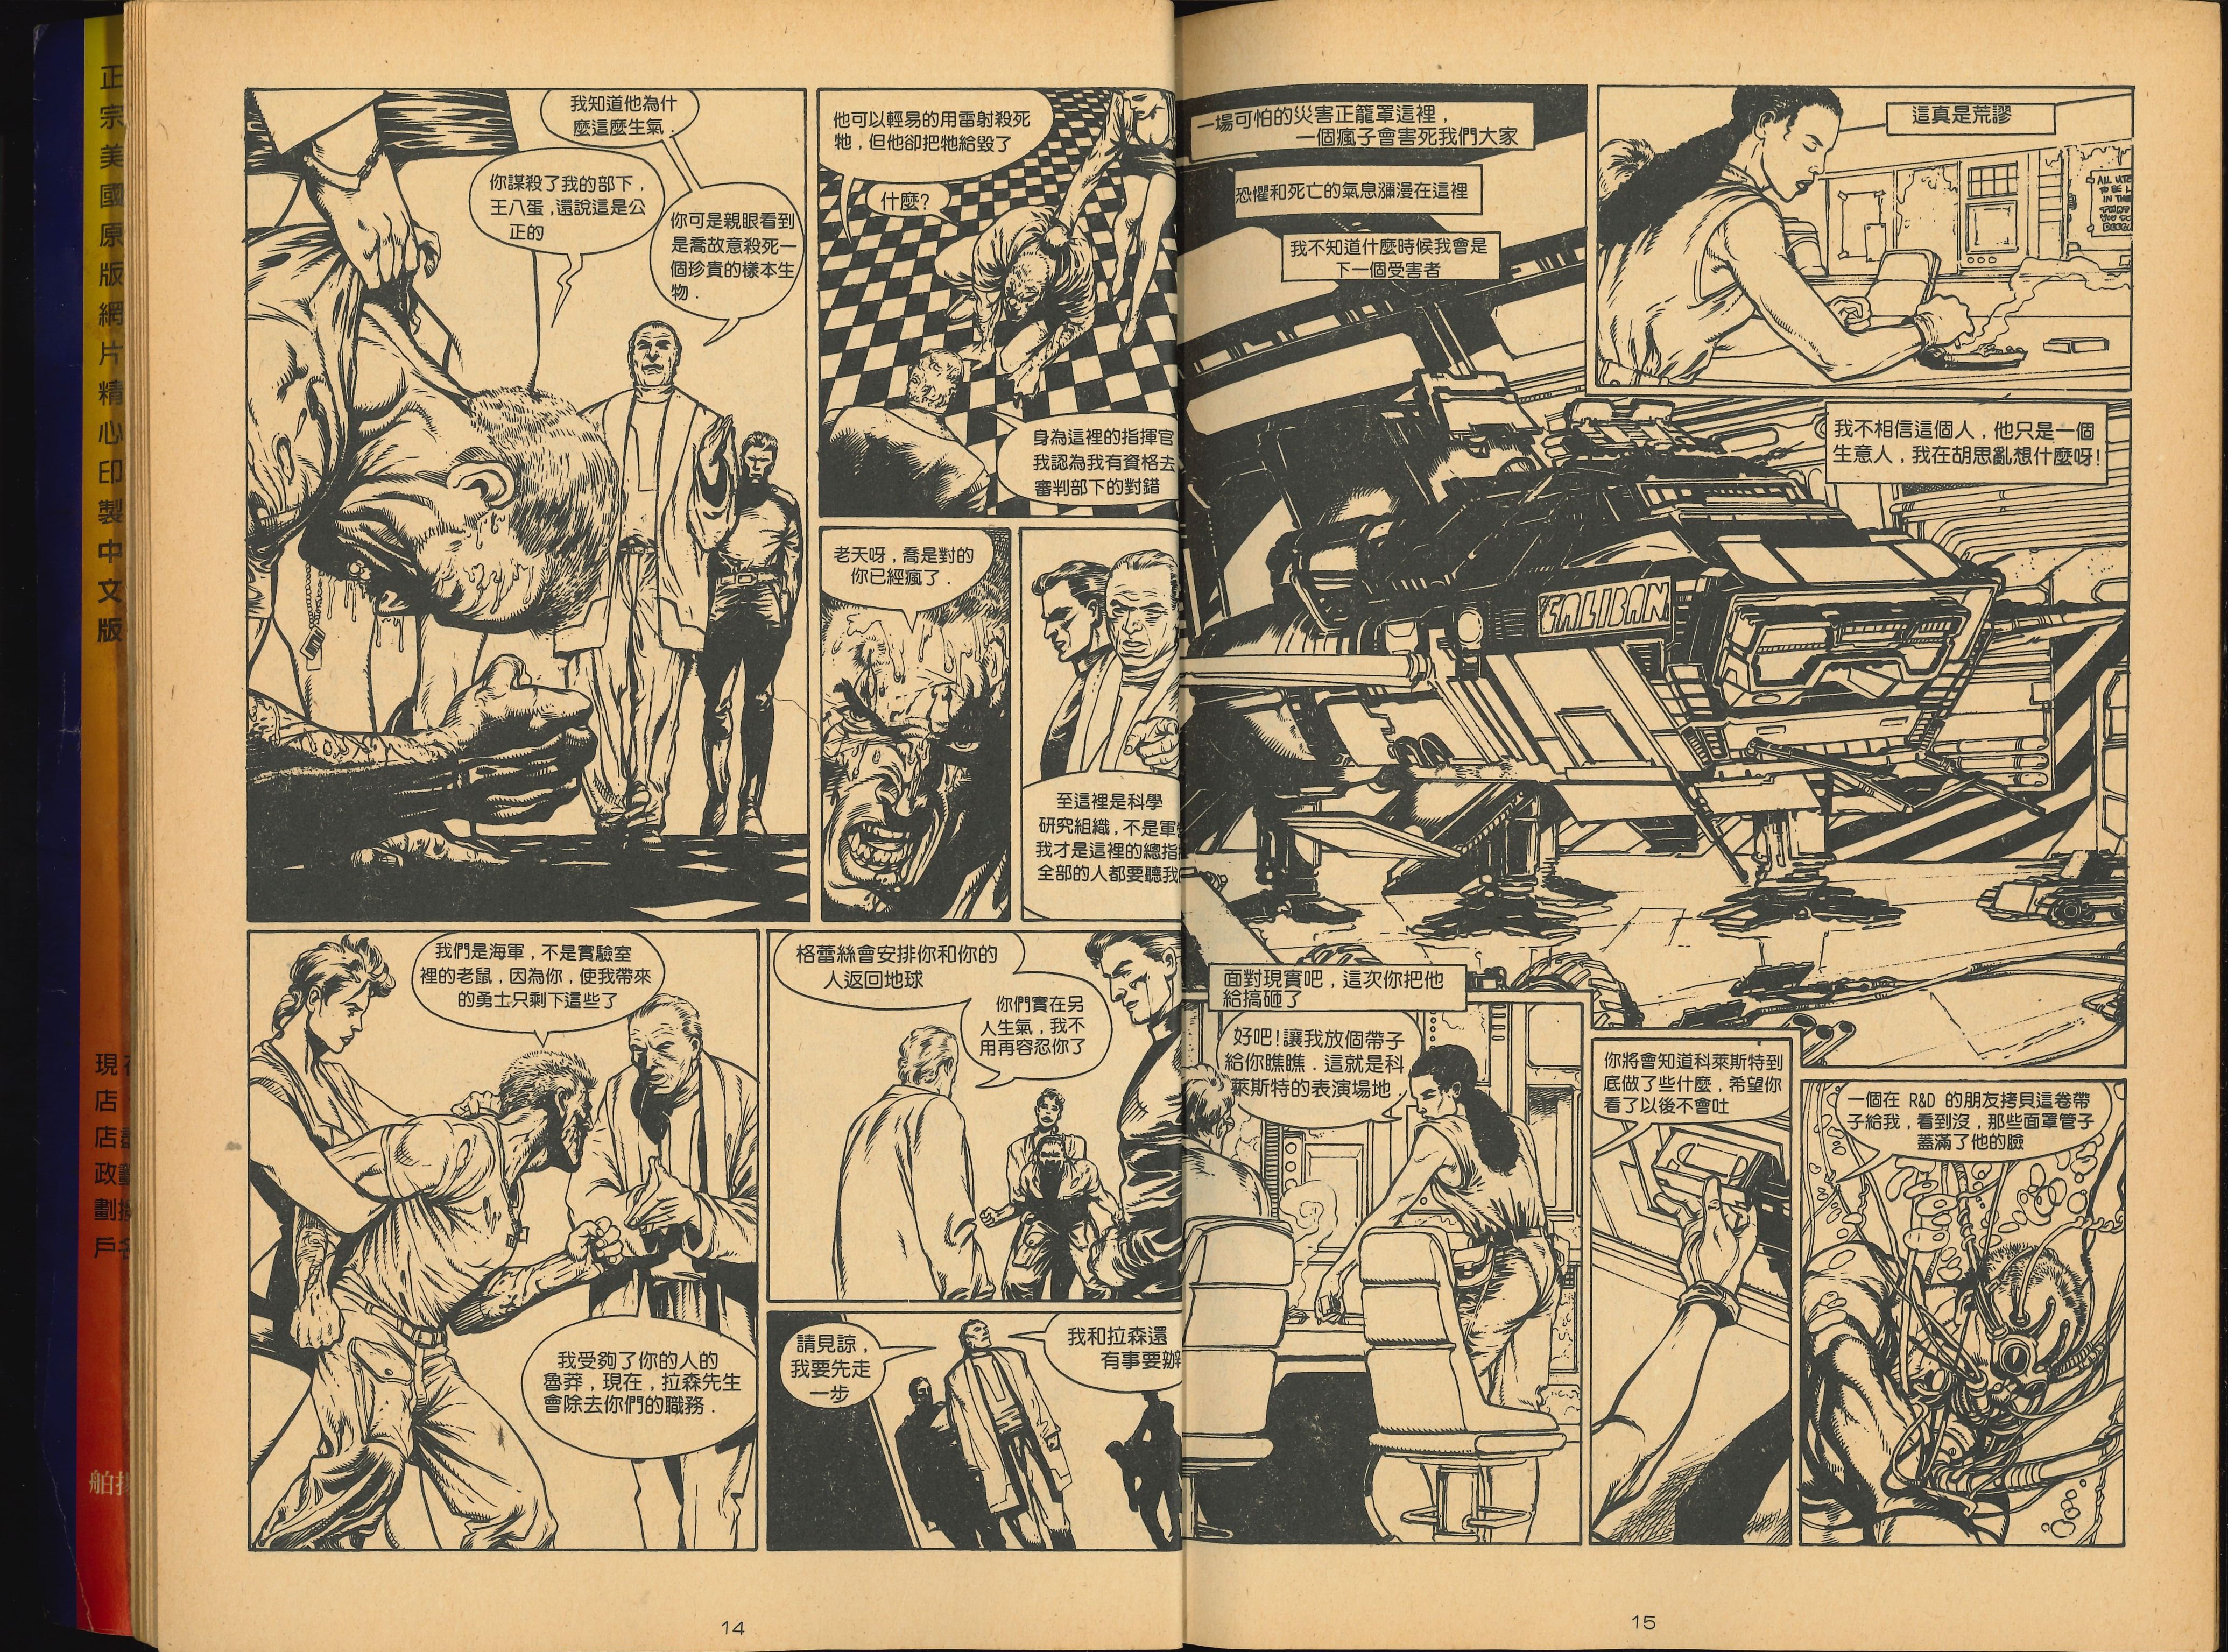 正宗美國原版網片精心印製中文版
我知道他為什
麼這麼生氣.
你謀殺了我的部下，
王八蛋，還說這是公
正的
你可是親眼看到
是喬故意殺死一
個珍貴的樣本生
物.
他可以輕易的用雷射殺死
牠，但他卻把牠給毀了
什麼?
身為這裡的指揮官
我認為我有資格去
審判部下的對錯
老天呀，喬是對的
你已經瘋了.
至這裡是科學
研究組織，不是軍
我才是這裡的總指
全部的人都要聽我
我們是海軍，不是實驗室
裡的老鼠，因為你，使我帶來
的勇士只剩下這些了
我受夠了你的人的
魯莽，現在，拉森先生
會除去你們的職務.
格蕾絲會安排你和你的
人返回地球
你們實在另
人生氣，我不
用再容忍你了
請見諒，
我要先走
一步
我和拉森還
有事要辦
14
一場可怕的災害正籠罩這裡，
一個瘋子會害死我們大家
恐懼和死亡的氣息瀰漫在這裡
我不知道什麼時候我會是
下一個受害者
這真是荒謬
我不相信這個人，他只是一個
生意人，我在胡思亂想什麼呀!
CALIBAN
面對現實吧，這次你把他
給搞砸了
好吧!讓我放個帶子
給你瞧瞧.這就是科
萊斯特的表演場地.
你將會知道科萊斯特到
底做了些什麼，希望你
看了以後不會吐
一個在 R&D 的朋友拷貝這卷帶
子給我，看到沒，那些面罩管子
蓋滿了他的臉
15